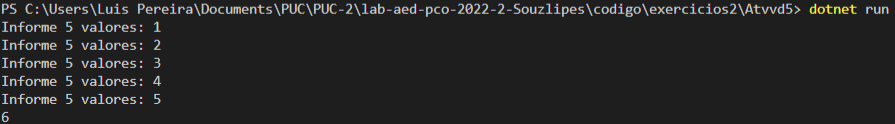 PS C:\Users\Luis Pereira\Documents\PUC\PUC-2\lab-aed-pco-2022-2-Souzlipes\codigo\exercicios2\Atvvd5> dotnet run
Informe 5 valores: 1
Informe 5 valores: 2
Informe 5 valores: 3
Informe 5 valores: 4
Informe 5 valores: 5
6